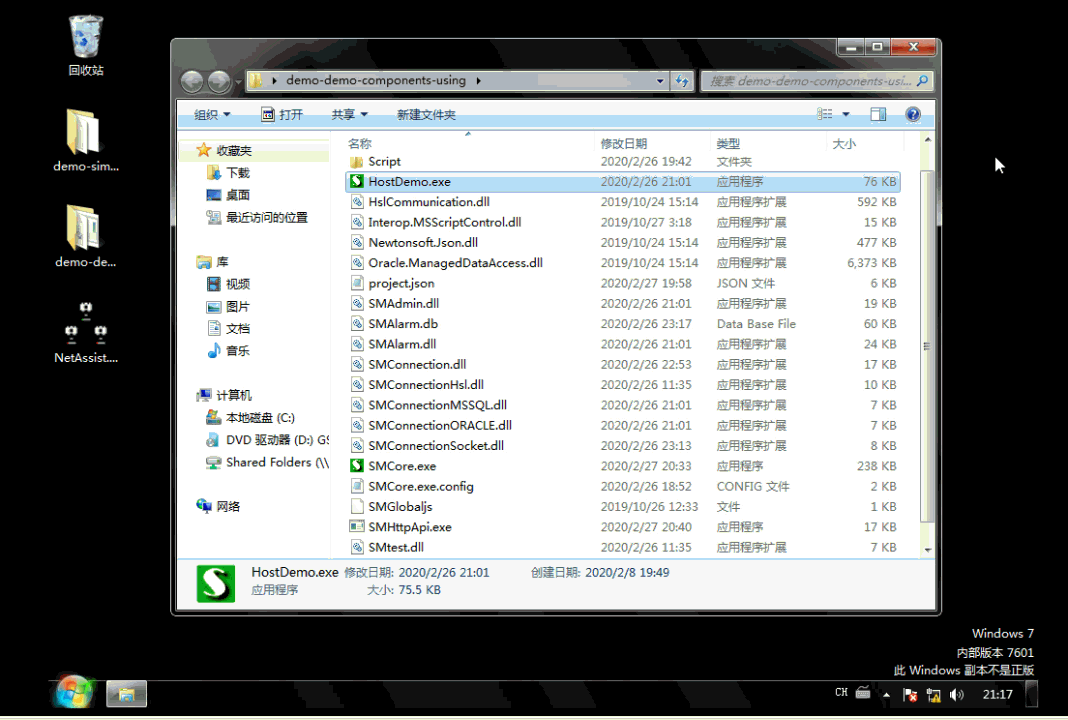 回收站
demo-sim...
demo-de...
NetAssist....
demo-demo-components-using
搜索 demo-demo-components-usi...
组织
打开
共享
新建文件夹
收藏夹
下载
桌面
最近访问的位置
库
视频
图片
文档
音乐
计算机
本地磁盘 (C:)
DVD 驱动器 (D:) GS
Shared Folders (\\
网络
名称 修改日期 类型 大小
Script 2020/2/26 19:42 文件夹
HostDemo.exe 2020/2/26 21:01 应用程序 76 KB
HslCommunication.dll 2019/10/24 15:14 应用程序扩展 592 KB
Interop.MSScriptControl.dll 2019/10/27 3:18 应用程序扩展 15 KB
Newtonsoft.Json.dll 2019/10/24 15:14 应用程序扩展 477 KB
Oracle.ManagedDataAccess.dll 2019/10/24 15:14 应用程序扩展 6,373 KB
project.json 2020/2/27 19:58 JSON 文件 6 KB
SMAdmin.dll 2020/2/26 21:01 应用程序扩展 19 KB
SMAlarm.db 2020/2/26 23:17 Data Base File 60 KB
SMAlarm.dll 2020/2/26 21:01 应用程序扩展 24 KB
SMConnection.dll 2020/2/26 22:53 应用程序扩展 17 KB
SMConnectionHsl.dll 2020/2/26 11:35 应用程序扩展 10 KB
SMConnectionMSSQL.dll 2020/2/26 21:01 应用程序扩展 7 KB
SMConnectionORACLE.dll 2020/2/26 21:01 应用程序扩展 7 KB
SMConnectionSocket.dll 2020/2/26 23:13 应用程序扩展 8 KB
SMCore.exe 2020/2/27 20:33 应用程序 238 KB
SMCore.exe.config 2020/2/26 18:52 CONFIG 文件 2 KB
SMGlobaljs 2019/10/26 12:33 文件 1 KB
SMHttpApi.exe 2020/2/27 20:40 应用程序 17 KB
SMtest.dll 2020/2/26 11:35 应用程序扩展 7 KB
HostDemo.exe 修改日期: 2020/2/26 21:01 创建日期: 2020/2/8 19:49
应用程序 大小: 75.5 KB
Windows 7
内部版本 7601
此 Windows 副本不是正版
CH 21:17